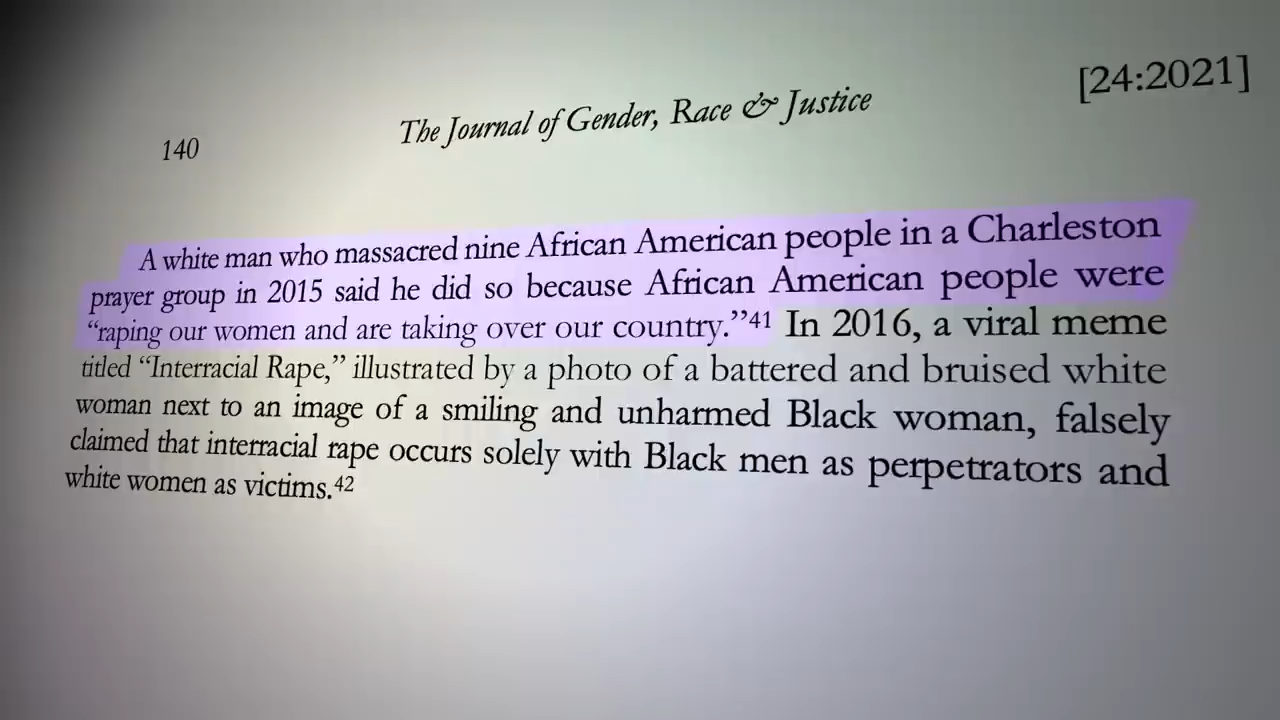 [24:2021]
140 The Journal of Gender, Race & Justice
A white man who massacred nine African American people in a Charleston
prayer group in 2015 said he did so because African American people were
“raping our women and are taking over our country.”41 In 2016, a viral meme
titled “Interracial Rape,” illustrated by a photo of a battered and bruised white
woman next to an image of a smiling and unharmed Black woman, falsely
claimed that interracial rape occurs solely with Black men as perpetrators and
white women as victims.42